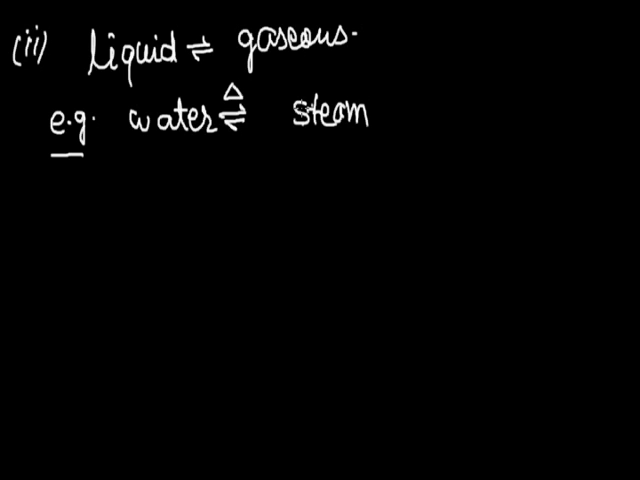 (ii) liquid ⇌ gaseous.
e.g. water ⇌ Δ steam